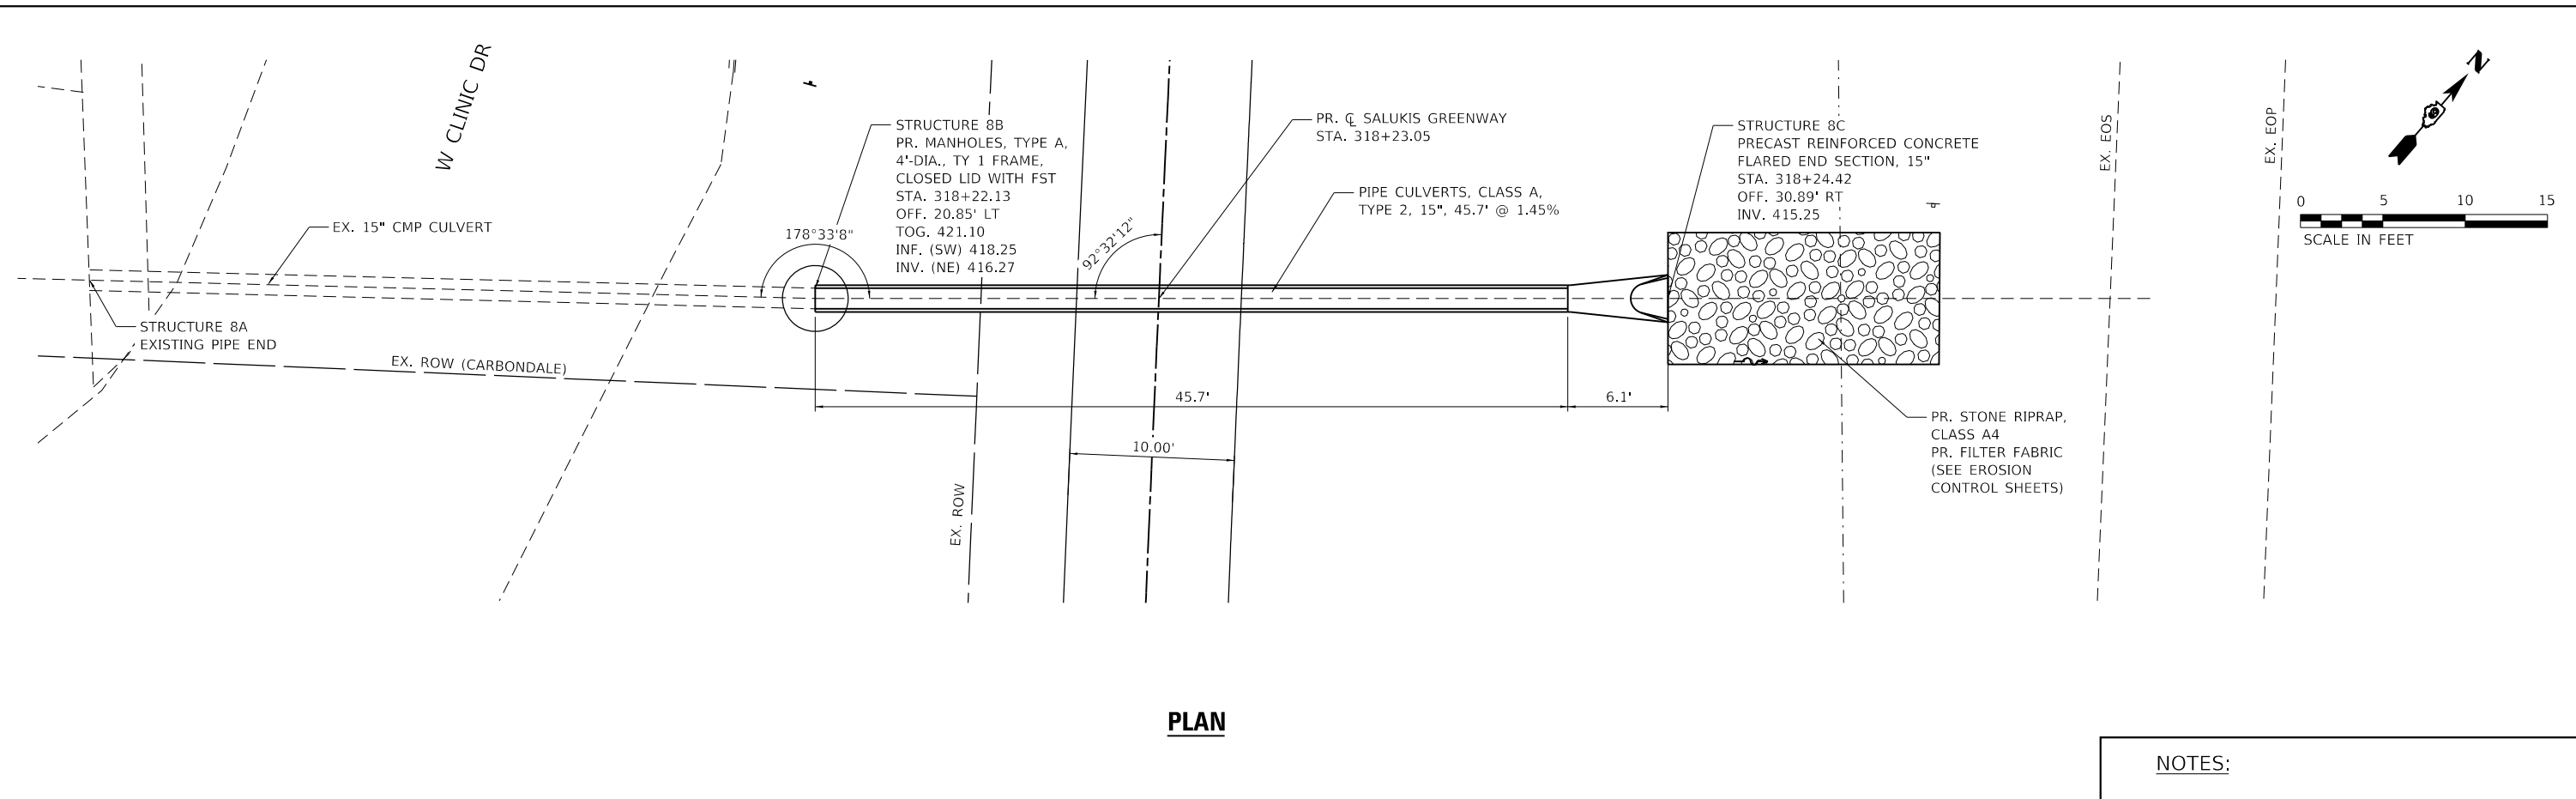 W CLINIC DR
EX. 15" CMP CULVERT
STRUCTURE 8A
EXISTING PIPE END
EX. ROW (CARBONDALE)
178°33'8"
STRUCTURE 8B
PR. MANHOLES, TYPE A,
4'-DIA., TY 1 FRAME,
CLOSED LID WITH FST
STA. 318+22.13
OFF. 20.85' LT
TOG. 421.10
INF. (SW) 418.25
INV. (NE) 416.27
92°32'12"
PR. ℄ SALUKIS GREENWAY
STA. 318+23.05
PIPE CULVERTS, CLASS A,
TYPE 2, 15", 45.7' @ 1.45%
STRUCTURE 8C
PRECAST REINFORCED CONCRETE
FLARED END SECTION, 15"
STA. 318+24.42
OFF. 30.89' RT
INV. 415.25
EX. EOS
EX. EOP
N
0 5 10 15
SCALE IN FEET
45.7'
6.1'
10.00'
EX. ROW
PR. STONE RIPRAP,
CLASS A4
PR. FILTER FABRIC
(SEE EROSION
CONTROL SHEETS)
PLAN
NOTES: